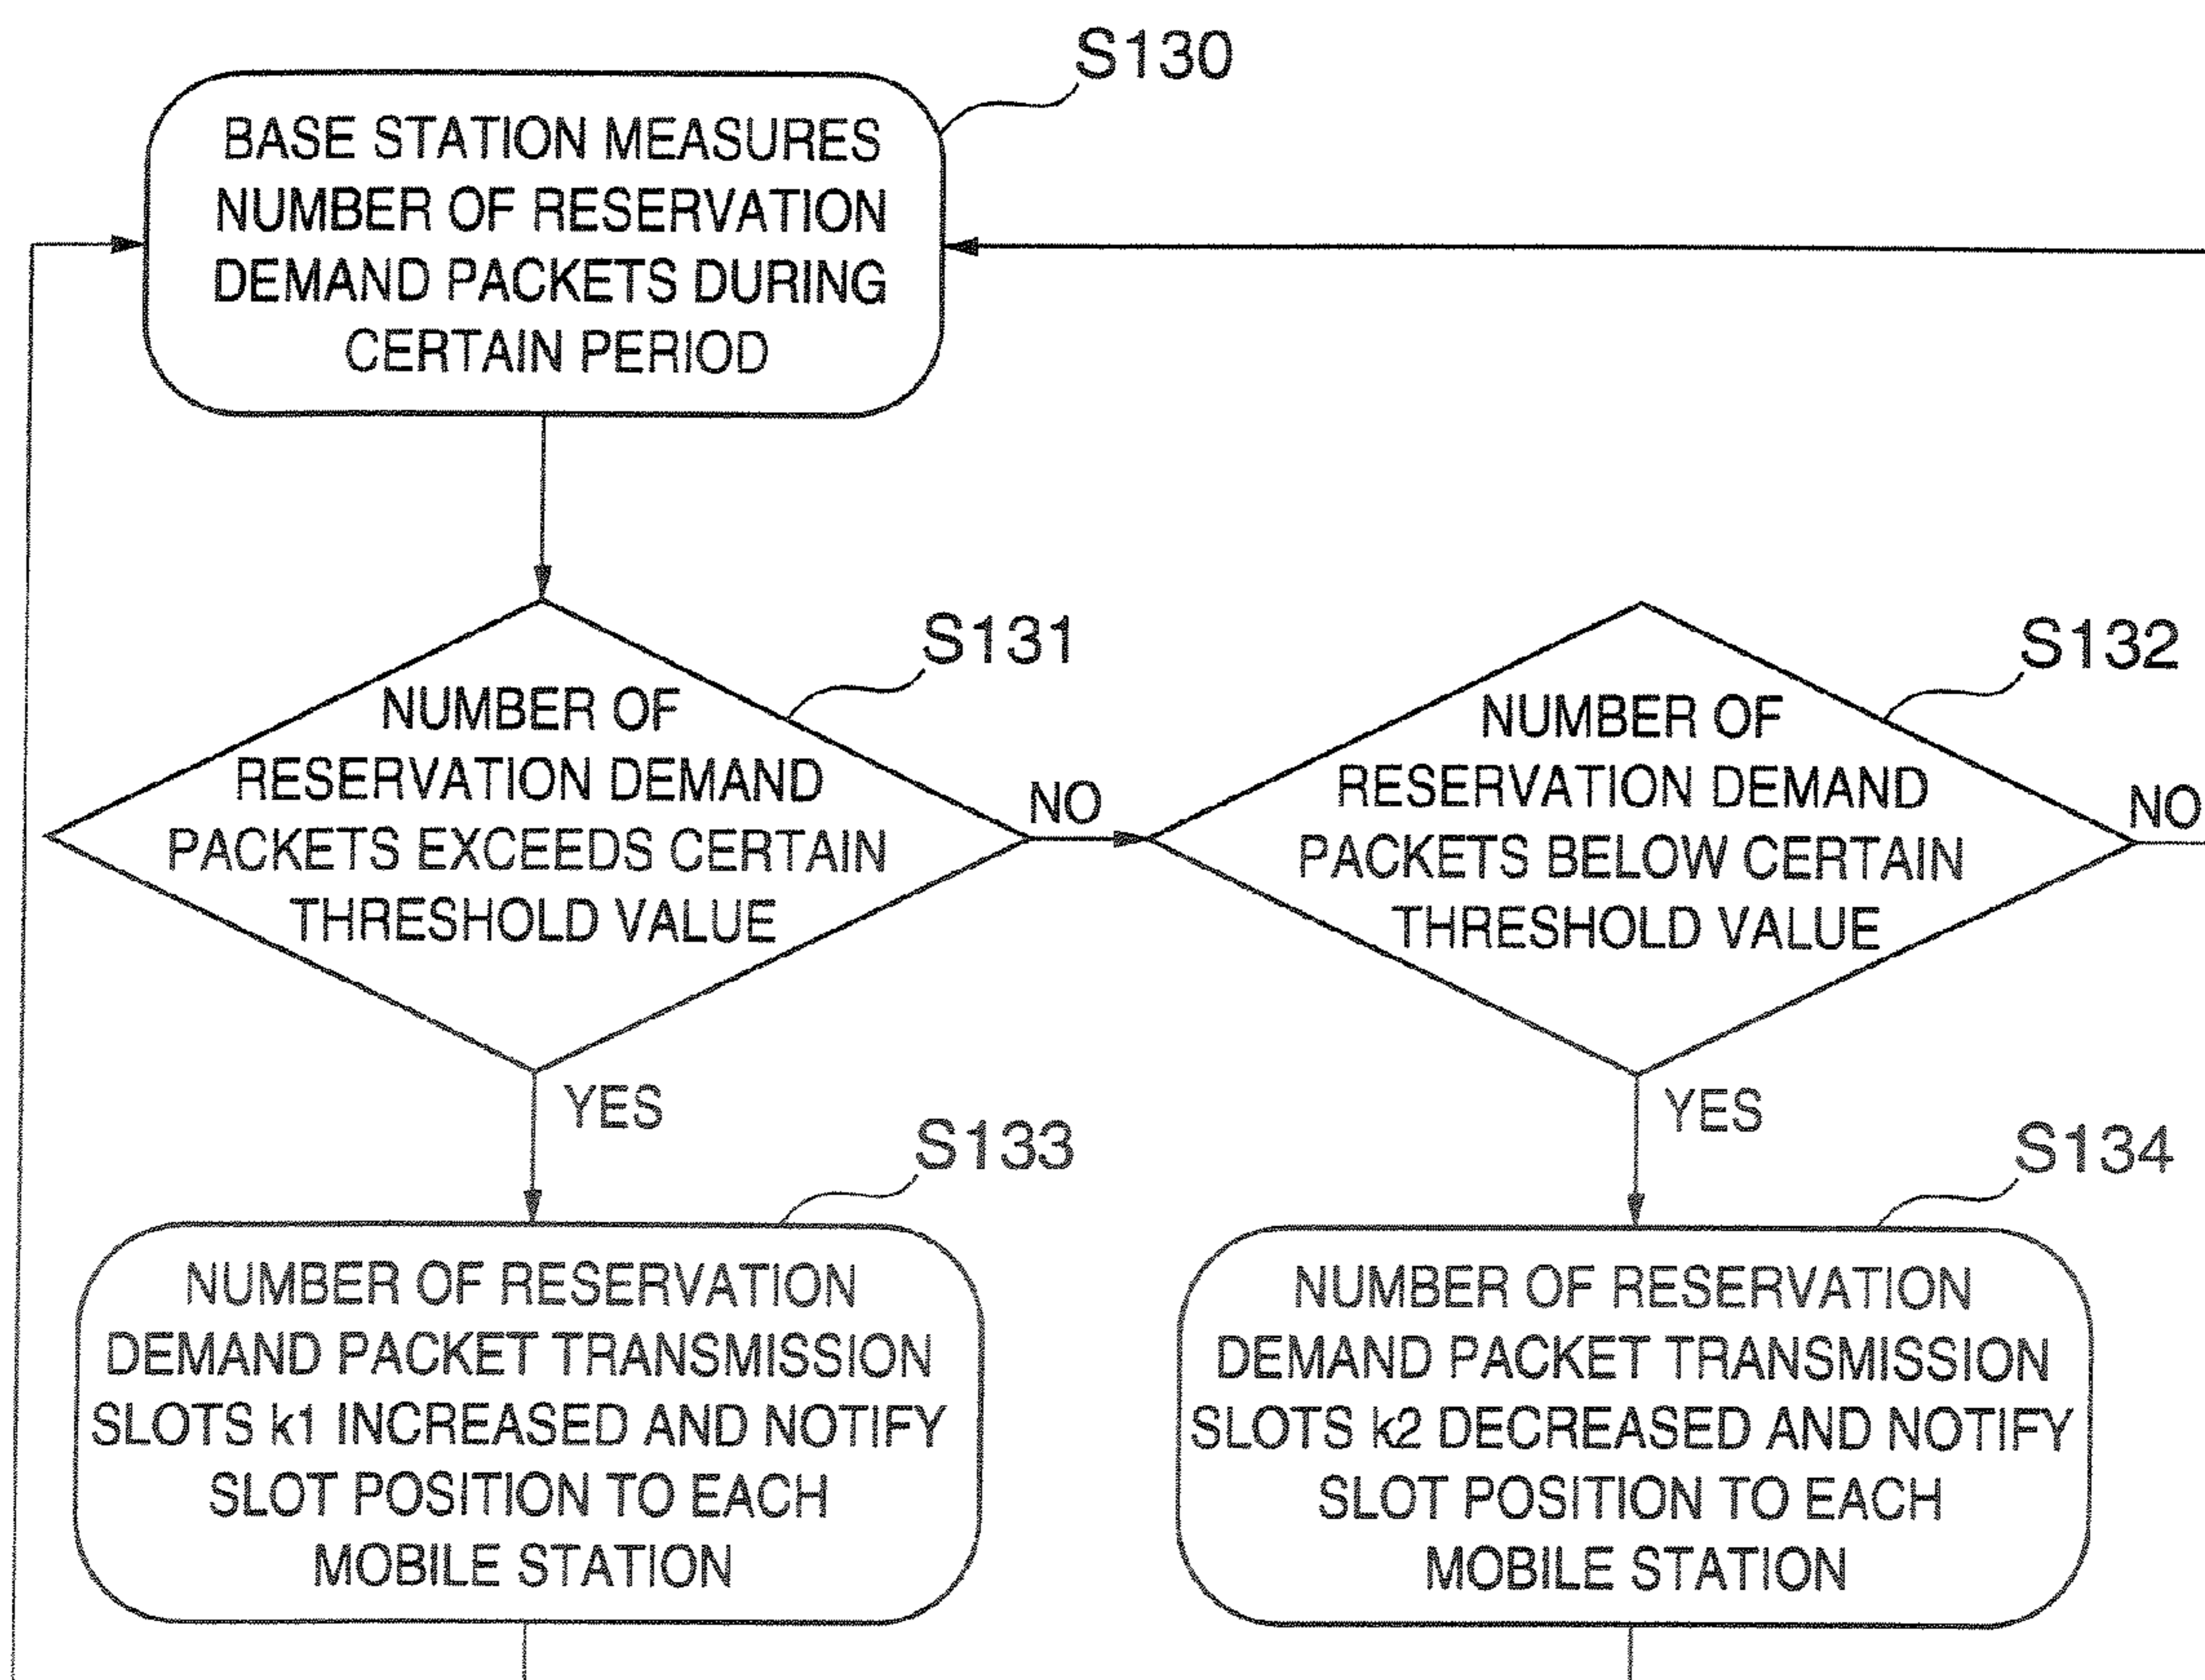 S130
BASE STATION MEASURES
NUMBER OF RESERVATION
DEMAND PACKETS DURING
CERTAIN PERIOD
S131
NUMBER OF
RESERVATION DEMAND
PACKETS EXCEEDS CERTAIN
THRESHOLD VALUE
NO
S132
NUMBER OF
RESERVATION DEMAND
PACKETS BELOW CERTAIN
THRESHOLD VALUE
NO
YES
YES
S133
NUMBER OF RESERVATION
DEMAND PACKET TRANSMISSION
SLOTS k1 INCREASED AND NOTIFY
SLOT POSITION TO EACH
MOBILE STATION
S134
NUMBER OF RESERVATION
DEMAND PACKET TRANSMISSION
SLOTS k2 DECREASED AND NOTIFY
SLOT POSITION TO EACH
MOBILE STATION